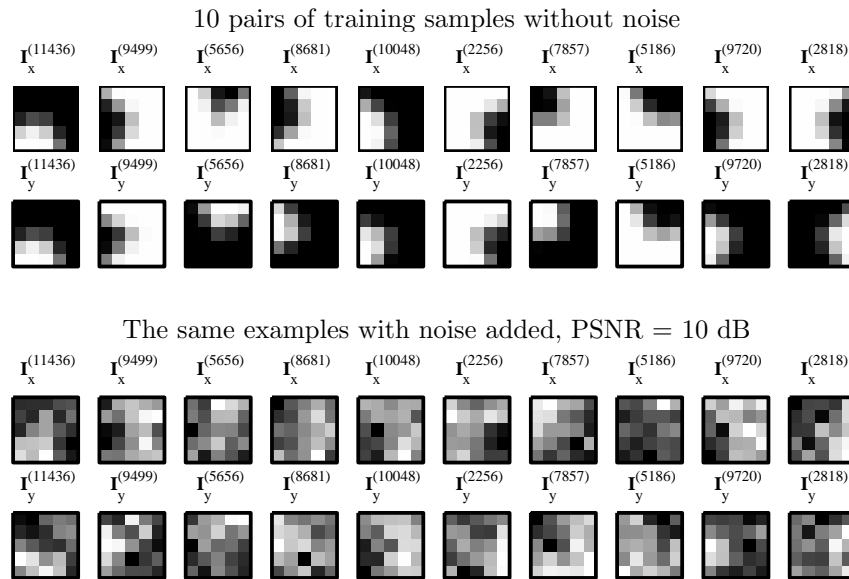 10 pairs of training samples without noise
I_x^(11436) I_x^(9499) I_x^(5656) I_x^(8681) I_x^(10048) I_x^(2256) I_x^(7857) I_x^(5186) I_x^(9720) I_x^(2818)
I_y^(11436) I_y^(9499) I_y^(5656) I_y^(8681) I_y^(10048) I_y^(2256) I_y^(7857) I_y^(5186) I_y^(9720) I_y^(2818)
The same examples with noise added, PSNR = 10 dB
I_x^(11436) I_x^(9499) I_x^(5656) I_x^(8681) I_x^(10048) I_x^(2256) I_x^(7857) I_x^(5186) I_x^(9720) I_x^(2818)
I_y^(11436) I_y^(9499) I_y^(5656) I_y^(8681) I_y^(10048) I_y^(2256) I_y^(7857) I_y^(5186) I_y^(9720) I_y^(2818)